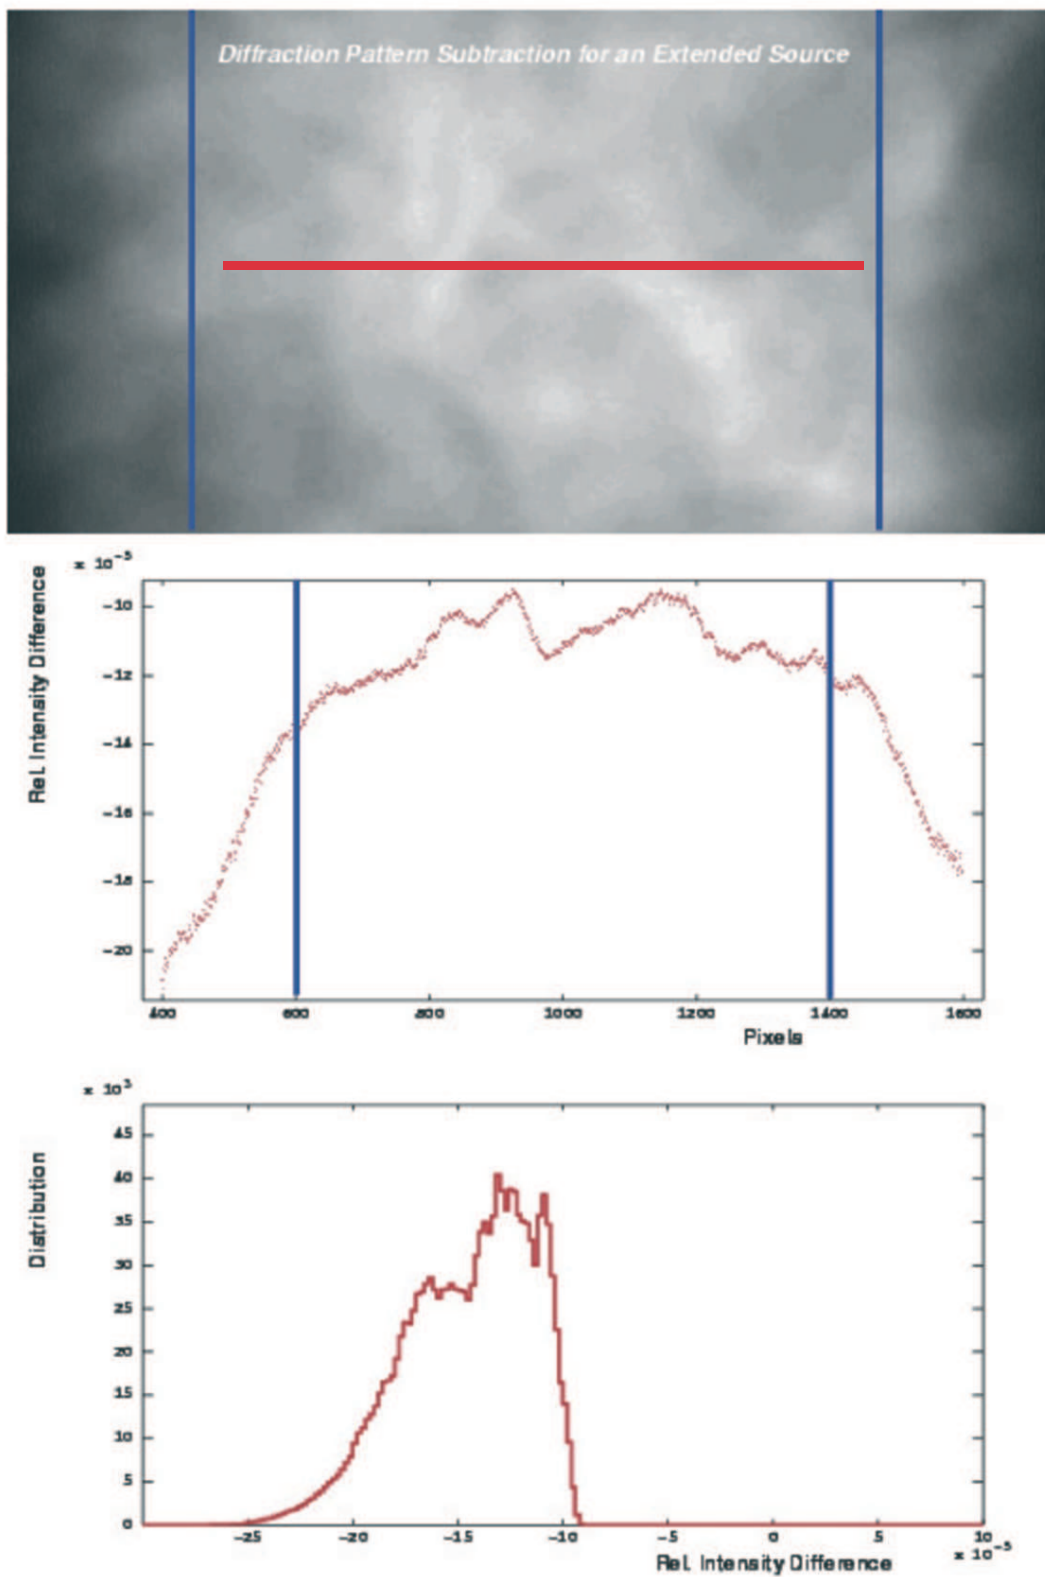 Diffraction Pattern Subtraction for an Extended Source
× 10⁻⁵
Rel. Intensity Difference
-10
-12
-14
-16
-18
-20
400 600 800 1000 1200 1400 1600
Pixels
× 10³
Distribution
45
40
35
30
25
20
15
10
5
0
-25 -20 -15 -10 -5 0 5 10
Rel. Intensity Difference
× 10⁻⁵